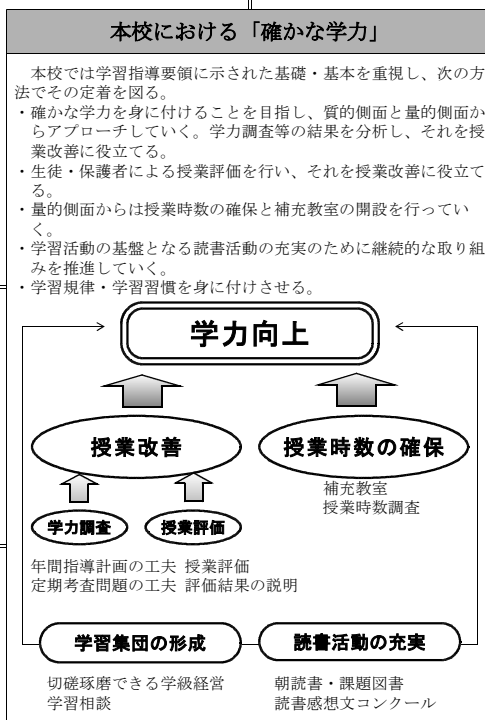 本校における「確かな学力」
本校では学習指導要領に示された基礎・基本を重視し、次の方
法でその定着を図る。
・確かな学力を身に付けることを目指し、質的側面と量的側面か
らアプローチしていく。学力調査等の結果を分析し、それを授
業改善に役立てる。
・生徒・保護者による授業評価を行い、それを授業改善に役立て
る。
・量的側面からは授業時数の確保と補充教室の開設を行ってい
く。
・学習活動の基盤となる読書活動の充実のために継続的な取り組
みを推進していく。
・学習規律・学習習慣を身に付けさせる。
学力向上
授業改善
授業時数の確保
補充教室
授業時数調査
学力調査
授業評価
年間指導計画の工夫 授業評価
定期考査問題の工夫 評価結果の説明
学習集団の形成
読書活動の充実
切磋琢磨できる学級経営
学習相談
朝読書・課題図書
読書感想文コンクール